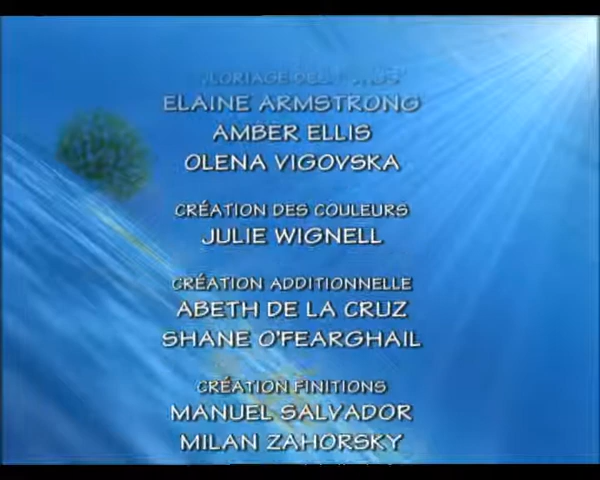 ELAINE ARMSTRONG
AMBER ELLIS
OLENA VIGOVSKA
CRÉATION DES COULEURS
JULIE WIGNELL
CRÉATION ADDITIONNELLE
ABETH DE LA CRUZ
SHANE O'FEARGHAIL
CRÉATION FINITIONS
MANUEL SALVADOR
MILAN ZAHORSKY